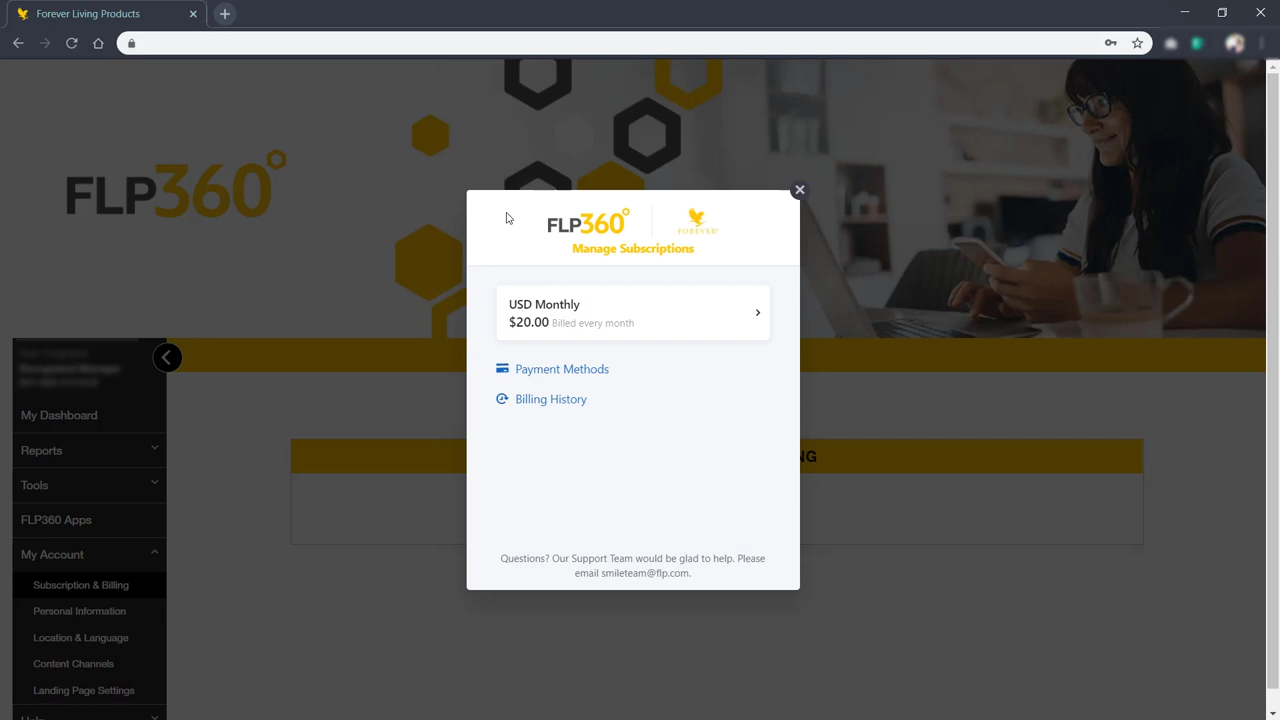 Forever Living Products
FLP360°
FLP360°
FOREVER
Manage Subscriptions
USD Monthly
$20.00 Billed every month
Payment Methods
Billing History
Questions? Our Support Team would be glad to help. Please
email smileteam@flp.com.
My Dashboard
Reports
Tools
FLP360 Apps
My Account
Subscription & Billing
Personal Information
Location & Language
Content Channels
Landing Page Settings